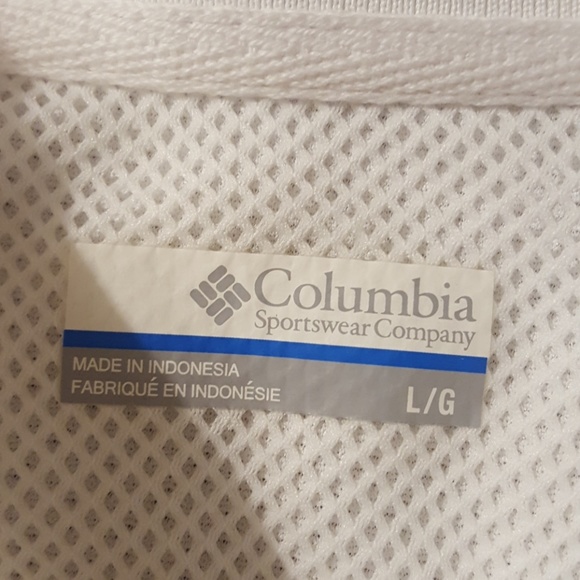 Columbia
Sportswear Company
MADE IN INDONESIA
FABRIQUÉ EN INDONÉSIE
L/G